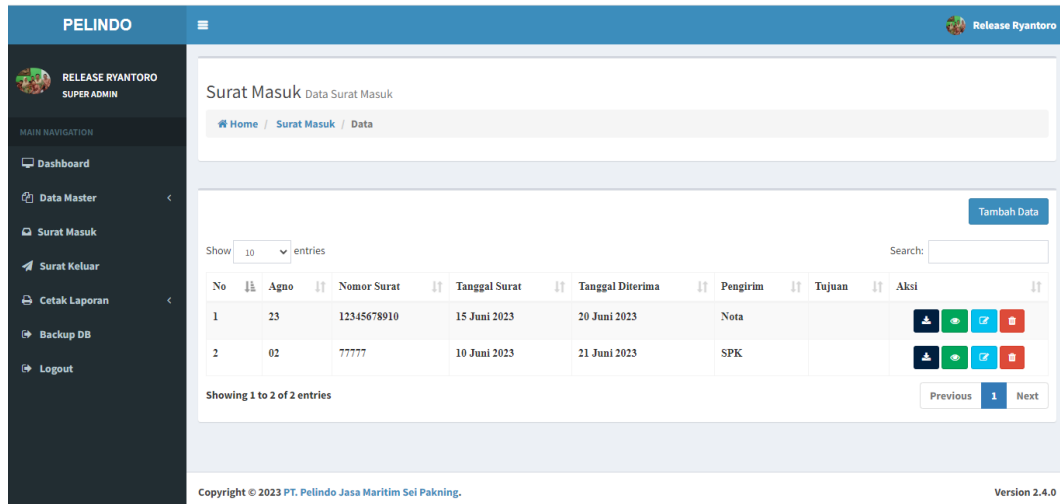 PELINDO
Release Ryantoro
RELEASE RYANTORO
SUPER ADMIN
MAIN NAVIGATION
Dashboard
Data Master
Surat Masuk
Surat Keluar
Cetak Laporan
Backup DB
Logout
Surat Masuk Data Surat Masuk
Home / Surat Masuk / Data
Tambah Data
Show 10 entries Search:
No Agno Nomor Surat Tanggal Surat Tanggal Diterima Pengirim Tujuan Aksi
1 23 12345678910 15 Juni 2023 20 Juni 2023 Nota
2 02 77777 10 Juni 2023 21 Juni 2023 SPK
Showing 1 to 2 of 2 entries Previous 1 Next
Copyright © 2023 PT. Pelindo Jasa Maritim Sei Pakning. Version 2.4.0